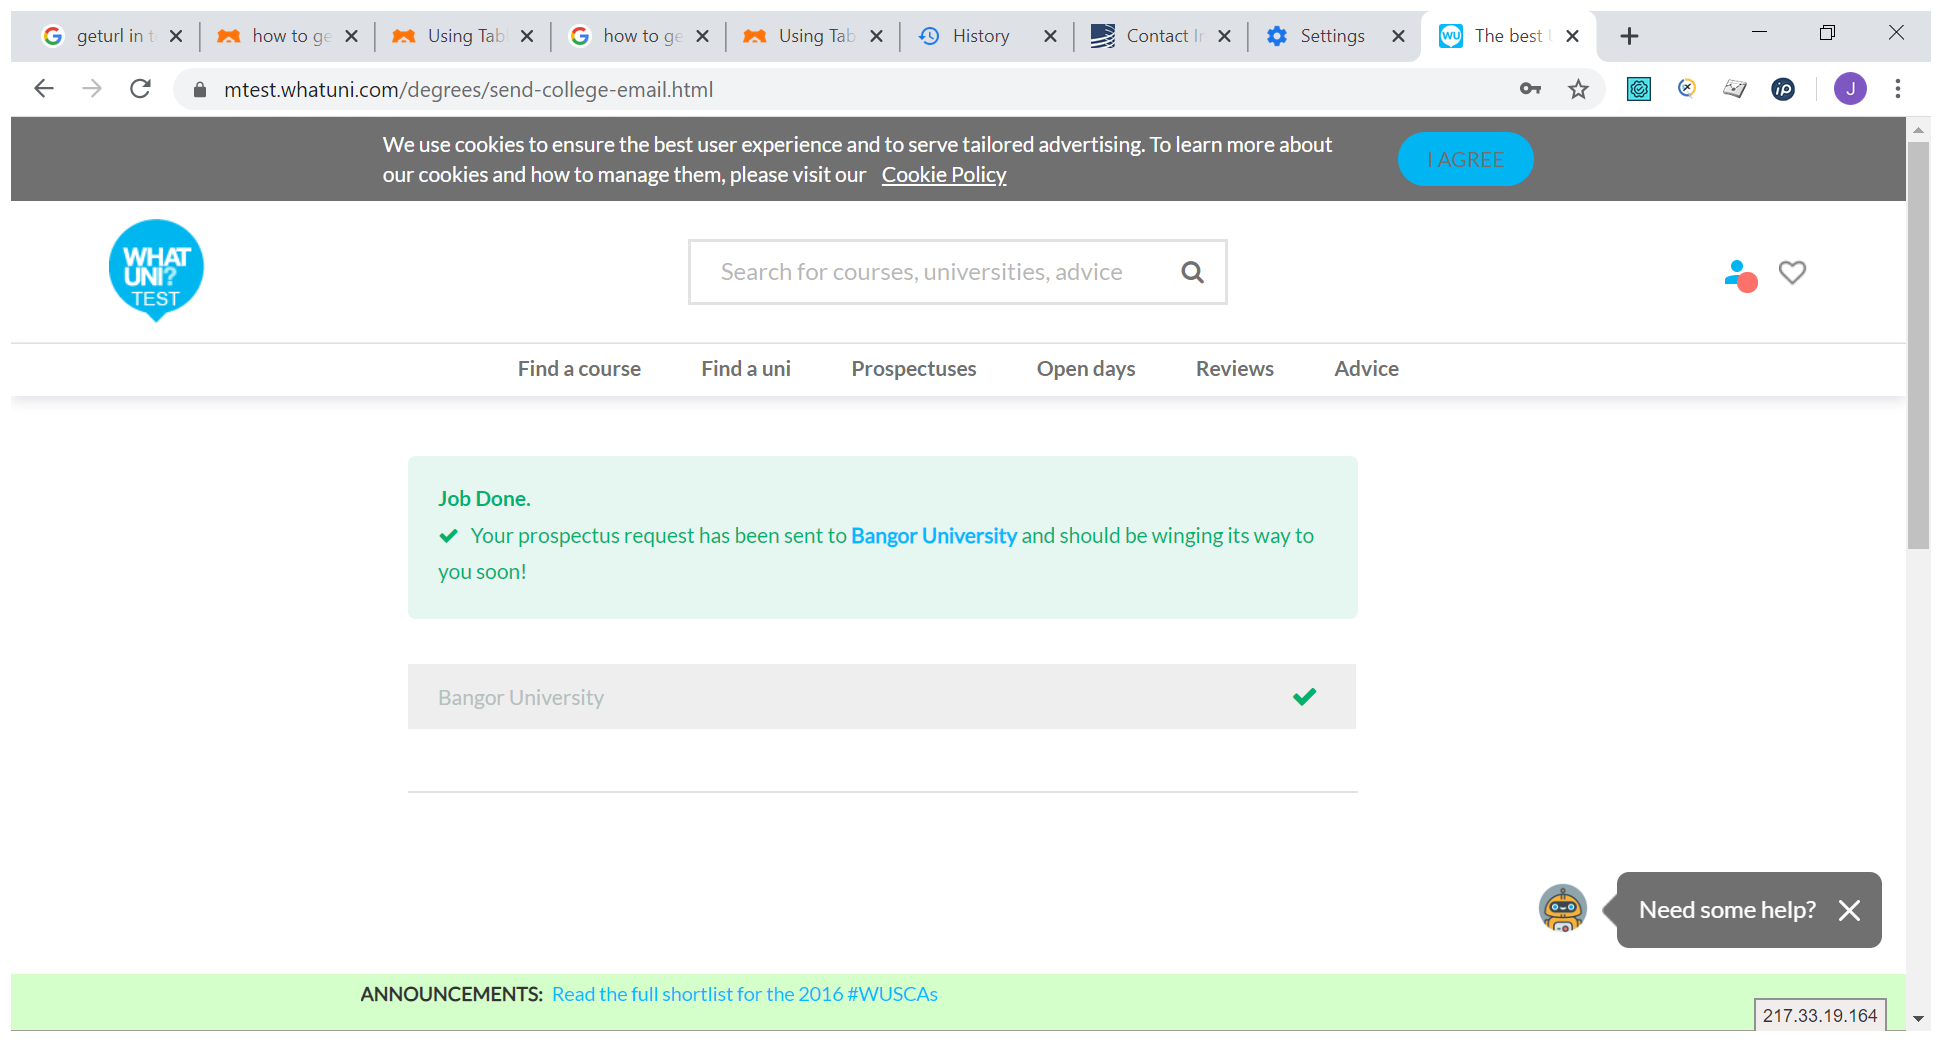 geturl in t
how to ge
Using Tab
how to ge
Using Tab
History
Contact In
Settings
The best
mtest.whatuni.com/degrees/send-college-email.html
J
We use cookies to ensure the best user experience and to serve tailored advertising. To learn more about
our cookies and how to manage them, please visit our Cookie Policy
I AGREE
WHAT
UNI?
TEST
Search for courses, universities, advice
Find a course
Find a uni
Prospectuses
Open days
Reviews
Advice
Job Done.
Your prospectus request has been sent to Bangor University and should be winging its way to
you soon!
Bangor University
Need some help?
ANNOUNCEMENTS: Read the full shortlist for the 2016 #WUSCAs
217.33.19.164